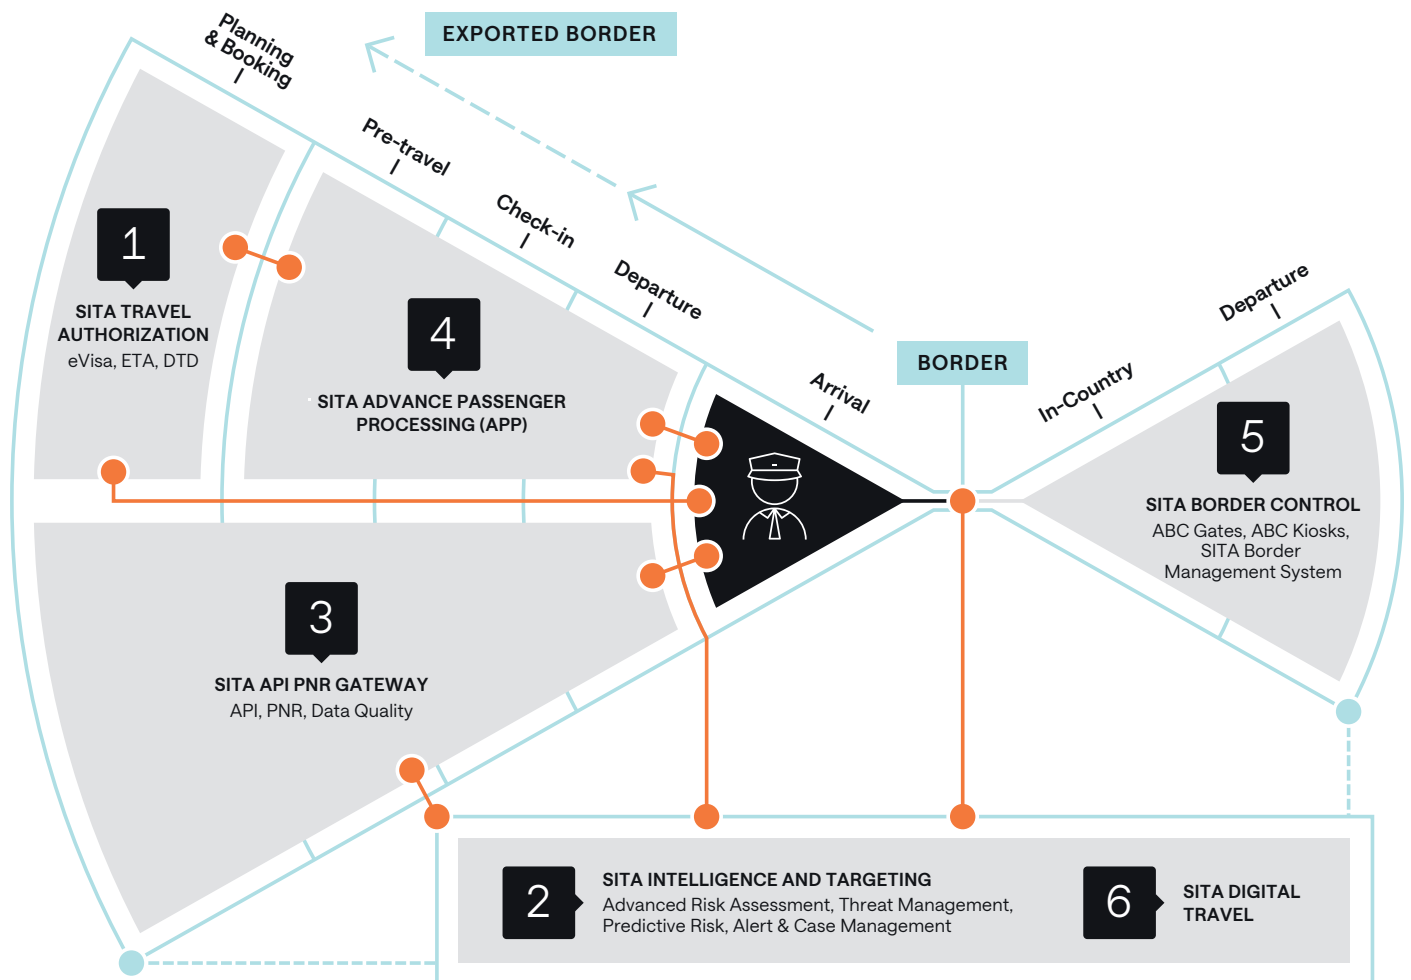 EXPORTED BORDER
Planning
& Booking
Pre-travel
Check-in
Departure
Arrival
BORDER
In-Country
Departure
1
SITA TRAVEL
AUTHORIZATION
eVisa, ETA, DTD
4
SITA ADVANCE PASSENGER
PROCESSING (APP)
5
SITA BORDER CONTROL
ABC Gates, ABC Kiosks,
SITA Border
Management System
3
SITA API PNR GATEWAY
API, PNR, Data Quality
2
SITA INTELLIGENCE AND TARGETING
Advanced Risk Assessment, Threat Management,
Predictive Risk, Alert & Case Management
6
SITA DIGITAL
TRAVEL